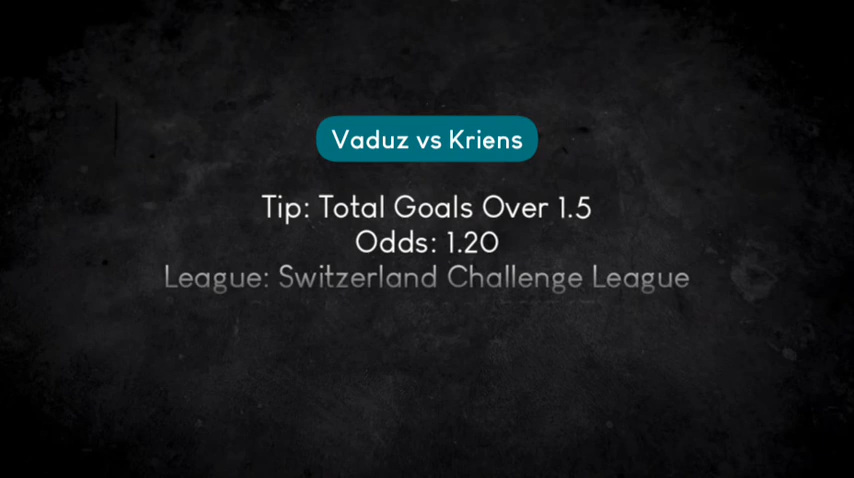 Vaduz vs Kriens
Tip: Total Goals Over 1.5
Odds: 1.20
League: Switzerland Challenge League